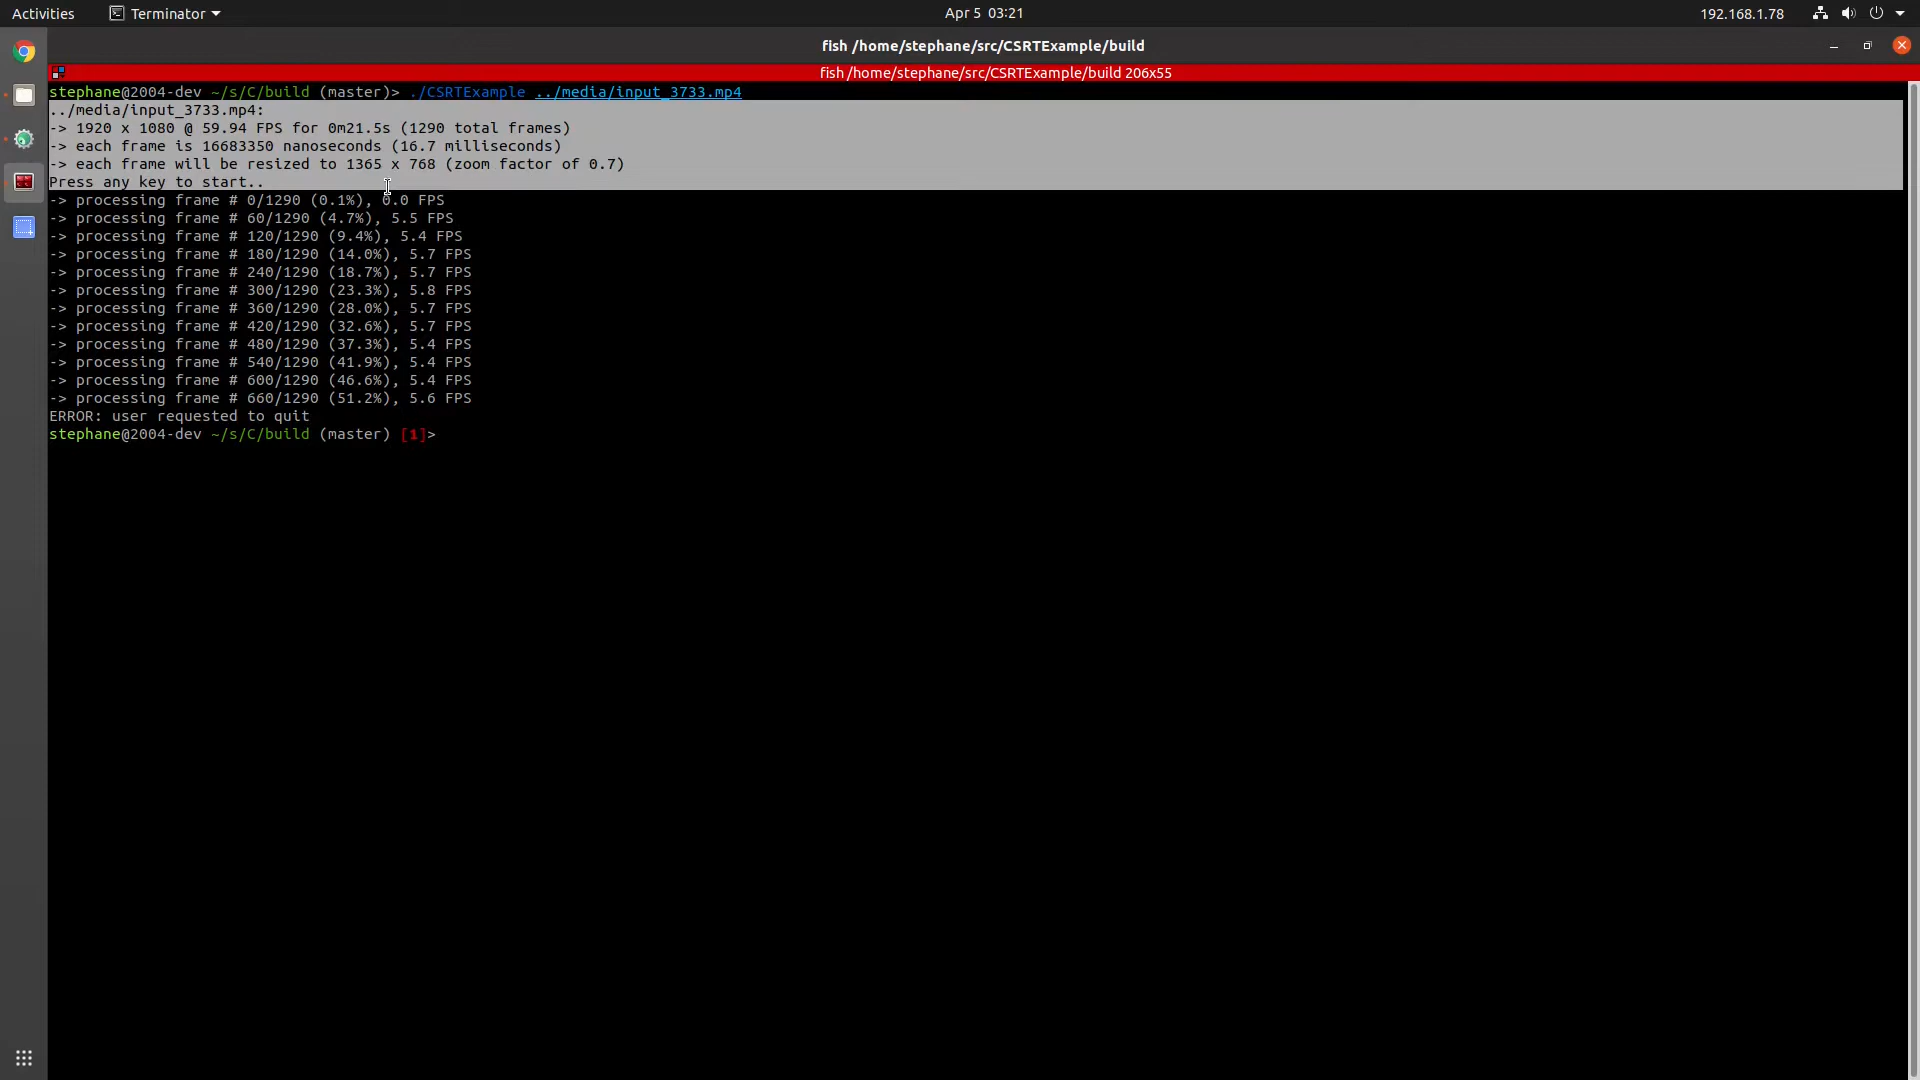 Activities Terminator Apr 5 03:21 192.168.1.78
fish /home/stephane/src/CSRTExample/build
fish /home/stephane/src/CSRTExample/build 206x55
stephane@2004-dev ~/s/C/build (master)> ./CSRTExample ../media/input_3733.mp4
../media/input_3733.mp4:
-> 1920 x 1080 @ 59.94 FPS for 0m21.5s (1290 total frames)
-> each frame is 16683350 nanoseconds (16.7 milliseconds)
-> each frame will be resized to 1365 x 768 (zoom factor of 0.7)
Press any key to start..
-> processing frame # 0/1290 (0.1%), 0.0 FPS
-> processing frame # 60/1290 (4.7%), 5.5 FPS
-> processing frame # 120/1290 (9.4%), 5.4 FPS
-> processing frame # 180/1290 (14.0%), 5.7 FPS
-> processing frame # 240/1290 (18.7%), 5.7 FPS
-> processing frame # 300/1290 (23.3%), 5.8 FPS
-> processing frame # 360/1290 (28.0%), 5.7 FPS
-> processing frame # 420/1290 (32.6%), 5.7 FPS
-> processing frame # 480/1290 (37.3%), 5.4 FPS
-> processing frame # 540/1290 (41.9%), 5.4 FPS
-> processing frame # 600/1290 (46.6%), 5.4 FPS
-> processing frame # 660/1290 (51.2%), 5.6 FPS
ERROR: user requested to quit
stephane@2004-dev ~/s/C/build (master) [1]>